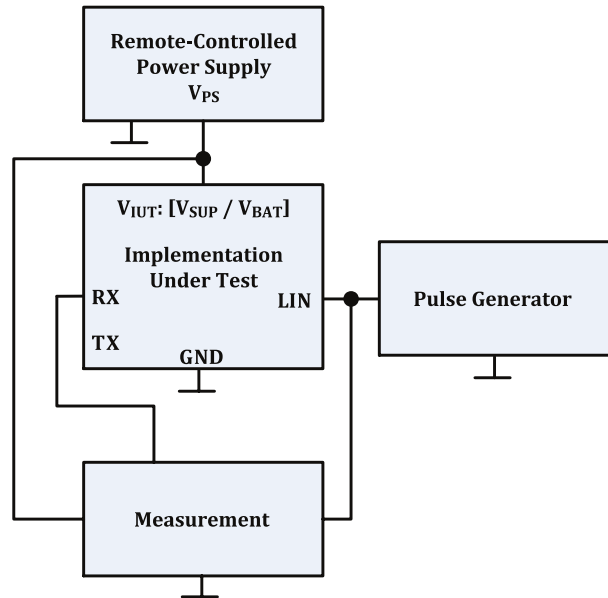 Remote-Controlled
Power Supply
VPS
VIUT: [VSUP / VBAT]
Implementation
Under Test
RX
LIN
TX
GND
Pulse Generator
Measurement